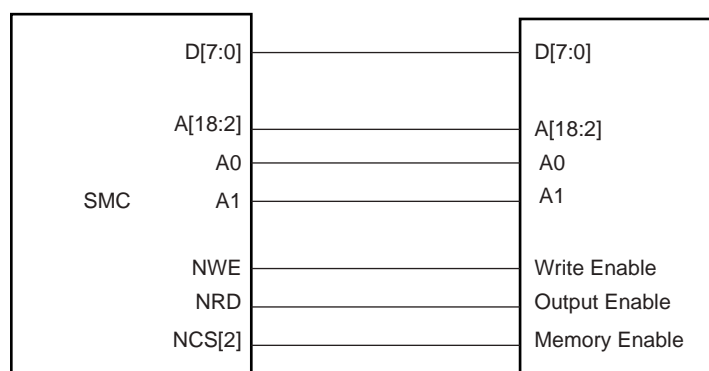 D[7:0] D[7:0]
A[18:2] A[18:2]
A0 A0
SMC A1 A1
NWE Write Enable
NRD Output Enable
NCS[2] Memory Enable